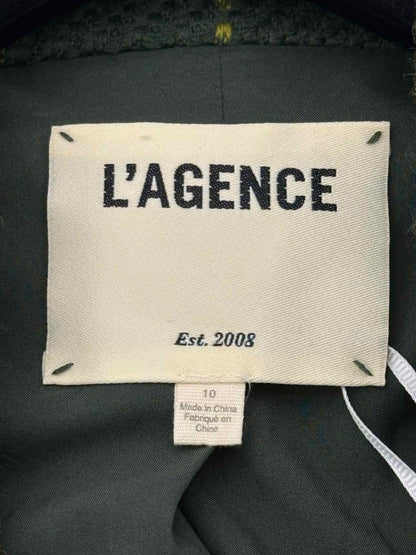 L'AGENCE
Est. 2008
10
Made in China
Fabriqué en
Chine